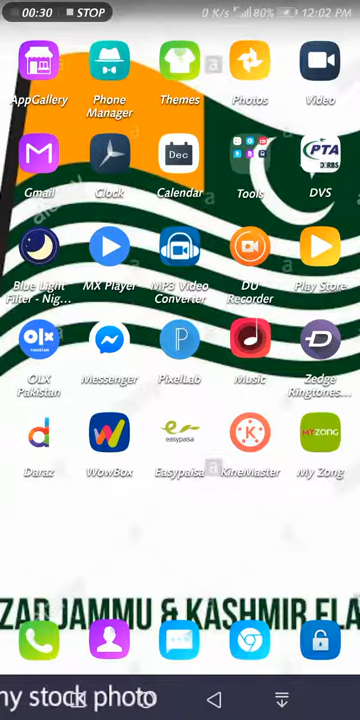 00:30 STOP 0 K/s 80% 12:02 PM
AppGallery Phone Manager Themes Photos Video
Dec PTA DIRBS
Gmail Clock Calendar Tools DVS
Blue Light Filter - Nig... MX Player MP3 Video Converter DU Recorder Play Store
OLX PAKISTAN
OLX Pakistan Messenger PixelLab Music Zedge Ringtones...
easypaisa MY ZONG
Daraz WowBox Easypaisa KineMaster My Zong
ZAD JAMMU & KASHMIR FLA
my stock photo